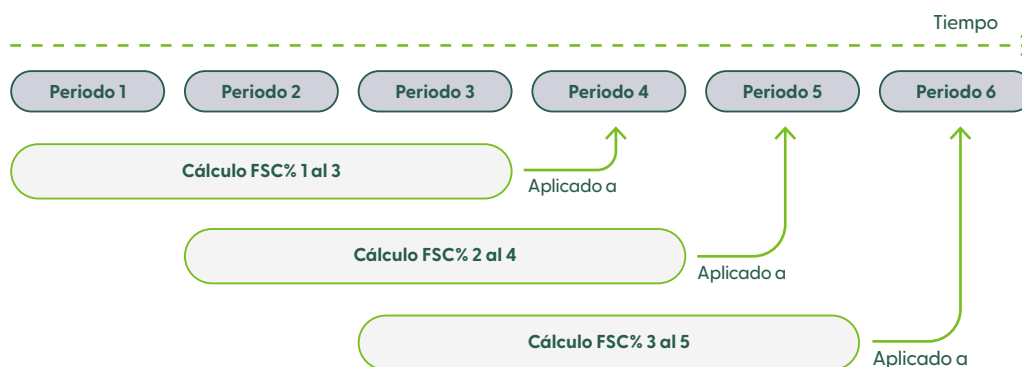 Tiempo
Periodo 1
Periodo 2
Periodo 3
Periodo 4
Periodo 5
Periodo 6
Cálculo FSC% 1 al 3
Aplicado a
Cálculo FSC% 2 al 4
Aplicado a
Cálculo FSC% 3 al 5
Aplicado a